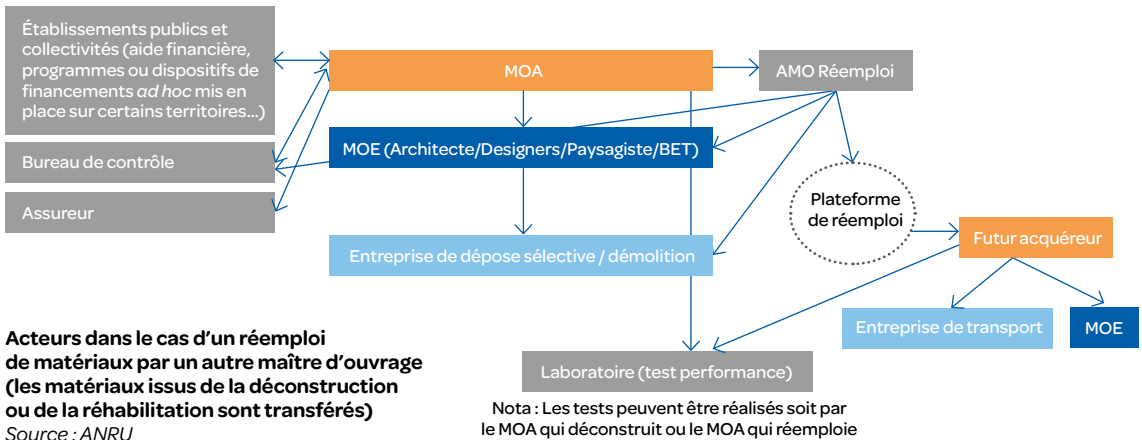 Établissements publics et
collectivités (aide financière,
programmes ou dispositifs de
financements ad hoc mis en
place sur certains territoires...)
MOA
AMO Réemploi
Bureau de contrôle
MOE (Architecte/Designers/Paysagiste/BET)
Assureur
Plateforme
de réemploi
Entreprise de dépose sélective / démolition
Futur acquéreur
Entreprise de transport
MOE
Acteurs dans le cas d'un réemploi
de matériaux par un autre maître d'ouvrage
(les matériaux issus de la déconstruction
ou de la réhabilitation sont transférés)
Source : ANRU
Laboratoire (test performance)
Nota : Les tests peuvent être réalisés soit par
le MOA qui déconstruit ou le MOA qui réemploie